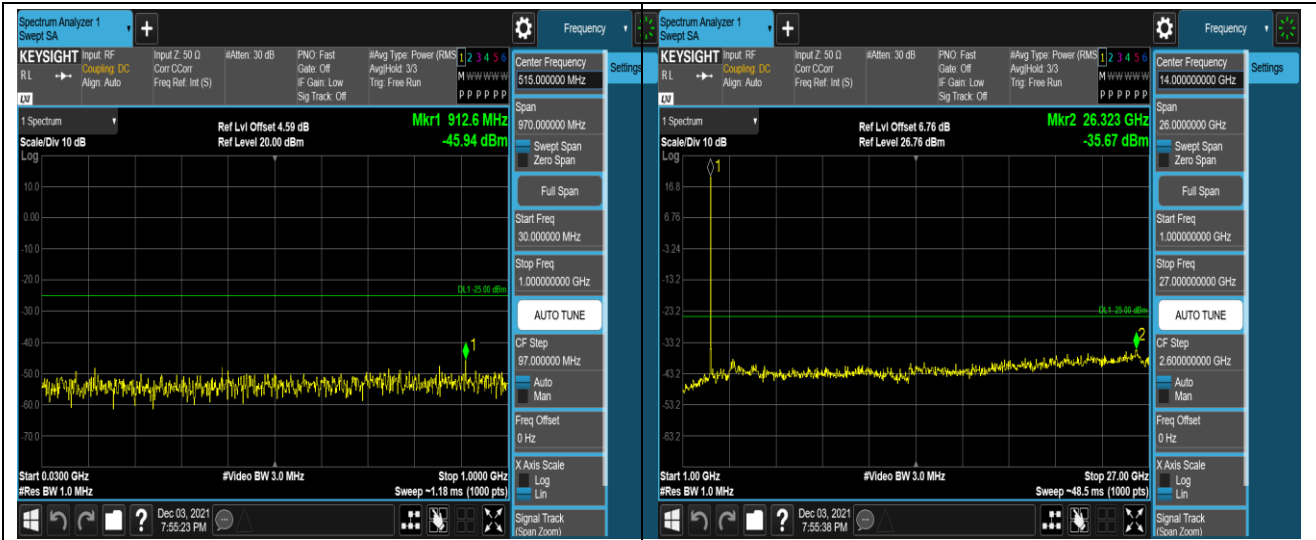 Spectrum Analyzer 1
Swept SA
Frequency
KEYSIGHT
RL
LXI
Input: RF
Coupling: DC
Align: Auto
Input Z: 50 Ω
Corr CCorr
Freq Ref: Int (S)
#Atten: 30 dB
PNO: Fast
Gate: Off
IF Gain: Low
Sig Track: Off
#Avg Type: Power (RMS
Avg|Hold: 3/3
Trig: Free Run
1 2 3 4 5 6
M W W W W W
P P P P P P
1 Spectrum
Scale/Div 10 dB
Log
Ref Lvl Offset 4.59 dB
Ref Level 20.00 dBm
Mkr1 912.6 MHz
-45.94 dBm
10.0
0.00
-10.0
-20.0
-30.0
-40.0
-50.0
-60.0
-70.0
DL1 -25.00 dBm
1
Start 0.0300 GHz
#Res BW 1.0 MHz
#Video BW 3.0 MHz
Stop 1.0000 GHz
Sweep ~1.18 ms (1000 pts)
Dec 03, 2021
7:55:23 PM
Center Frequency
515.000000 MHz
Settings
Span
970.000000 MHz
Swept Span
Zero Span
Full Span
Start Freq
30.000000 MHz
Stop Freq
1.000000000 GHz
AUTO TUNE
CF Step
97.000000 MHz
Auto
Man
Freq Offset
0 Hz
X Axis Scale
Log
Lin
Signal Track
(Span Zoom)
Spectrum Analyzer 1
Swept SA
Frequency
KEYSIGHT
RL
LXI
Input: RF
Coupling: DC
Align: Auto
Input Z: 50 Ω
Corr CCorr
Freq Ref: Int (S)
#Atten: 30 dB
PNO: Fast
Gate: Off
IF Gain: Low
Sig Track: Off
#Avg Type: Power (RMS
Avg|Hold: 3/3
Trig: Free Run
1 2 3 4 5 6
M W W W W W
P P P P P P
1 Spectrum
Scale/Div 10 dB
Log
Ref Lvl Offset 6.76 dB
Ref Level 26.76 dBm
Mkr2 26.323 GHz
-35.67 dBm
1
16.8
6.76
-3.24
-13.2
-23.2
-33.2
-43.2
-53.2
-63.2
DL1 -25.00 dBm
2
Start 1.00 GHz
#Res BW 1.0 MHz
#Video BW 3.0 MHz
Stop 27.00 GHz
Sweep ~48.5 ms (1000 pts)
Dec 03, 2021
7:55:38 PM
Center Frequency
14.000000000 GHz
Settings
Span
26.0000000 GHz
Swept Span
Zero Span
Full Span
Start Freq
1.000000000 GHz
Stop Freq
27.000000000 GHz
AUTO TUNE
CF Step
2.600000000 GHz
Auto
Man
Freq Offset
0 Hz
X Axis Scale
Log
Lin
Signal Track
(Span Zoom)